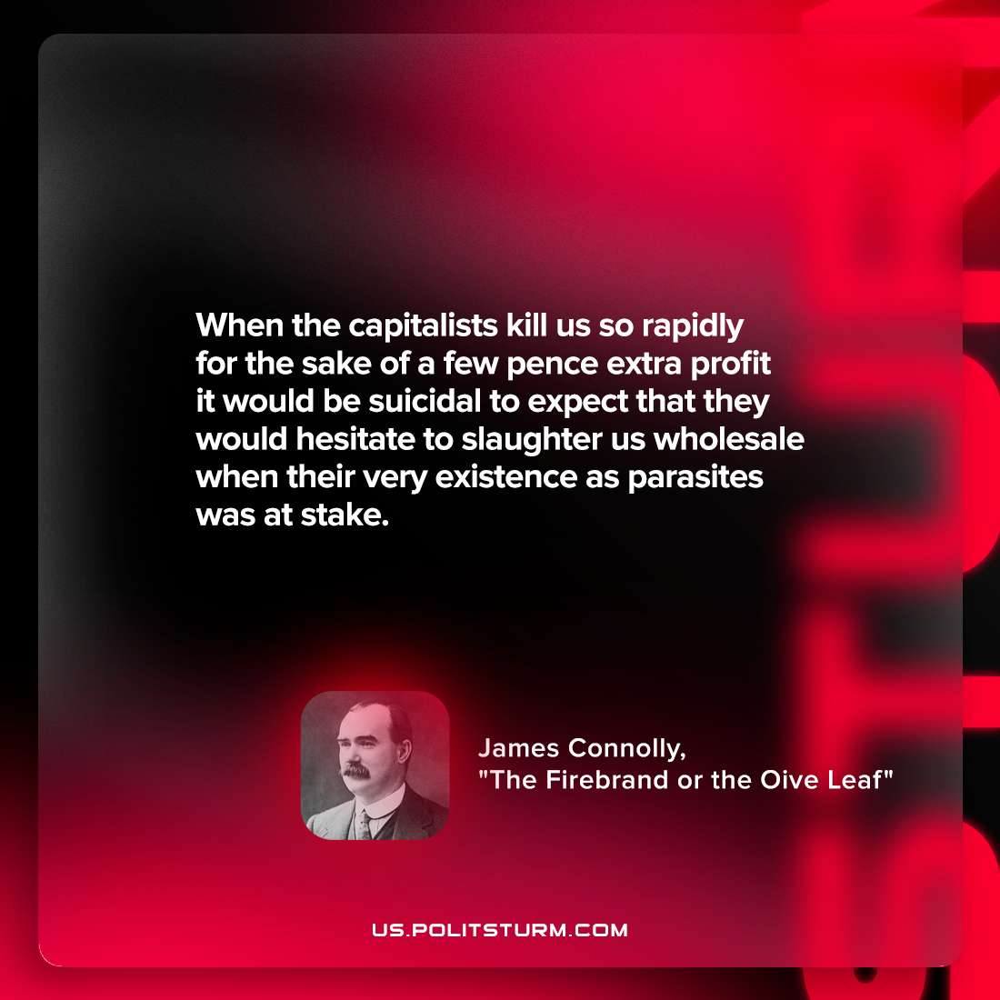 When the capitalists kill us so rapidly
for the sake of a few pence extra profit
it would be suicidal to expect that they
would hesitate to slaughter us wholesale
when their very existence as parasites
was at stake.
James Connolly,
"The Firebrand or the Oive Leaf"
US.POLITSTURM.COM